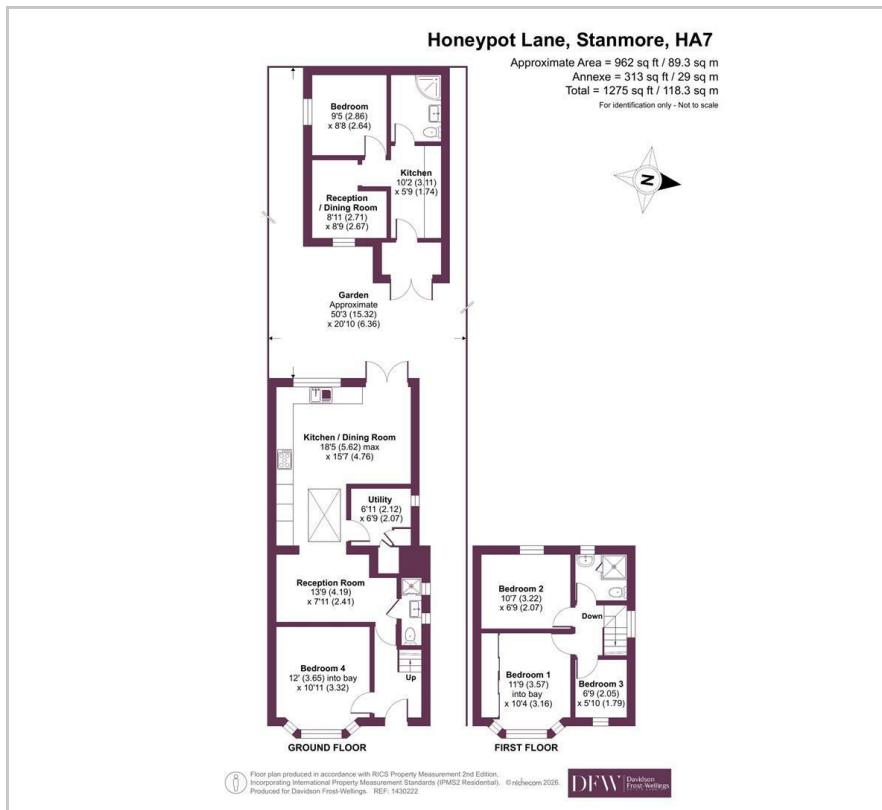 Honeypot Lane, Stanmore, HA7
Approximate Area = 962 sq ft / 89.3 sq m
Annexe = 313 sq ft / 29 sq m
Total = 1275 sq ft / 118.3 sq m
For identification only - Not to scale
N
Bedroom
9'5 (2.86)
x 8'8 (2.64)
Kitchen
10'2 (3.11)
x 5'9 (1.74)
Reception
/ Dining Room
8'11 (2.71)
x 8'9 (2.67)
Garden
Approximate
50'3 (15.32)
x 20'10 (6.36)
Kitchen / Dining Room
18'5 (5.62) max
x 15'7 (4.76)
Utility
6'11 (2.12)
x 6'9 (2.07)
Reception Room
13'9 (4.19)
x 7'11 (2.41)
Bedroom 4
12' (3.65) into bay
x 10'11 (3.32)
Up
GROUND FLOOR
Bedroom 2
10'7 (3.22)
x 6'9 (2.07)
Down
Bedroom 1
11'9 (3.57)
into bay
x 10'4 (3.16)
Bedroom 3
6'9 (2.05)
x 5'10 (1.79)
FIRST FLOOR
Floor plan produced in accordance with RICS Property Measurement 2nd Edition,
Incorporating International Property Measurement Standards (IPMS2 Residential). © nichecom 2026.
Produced for Davidson Frost-Wellings. REF: 1430222
DFW
Davidson
Frost-Wellings